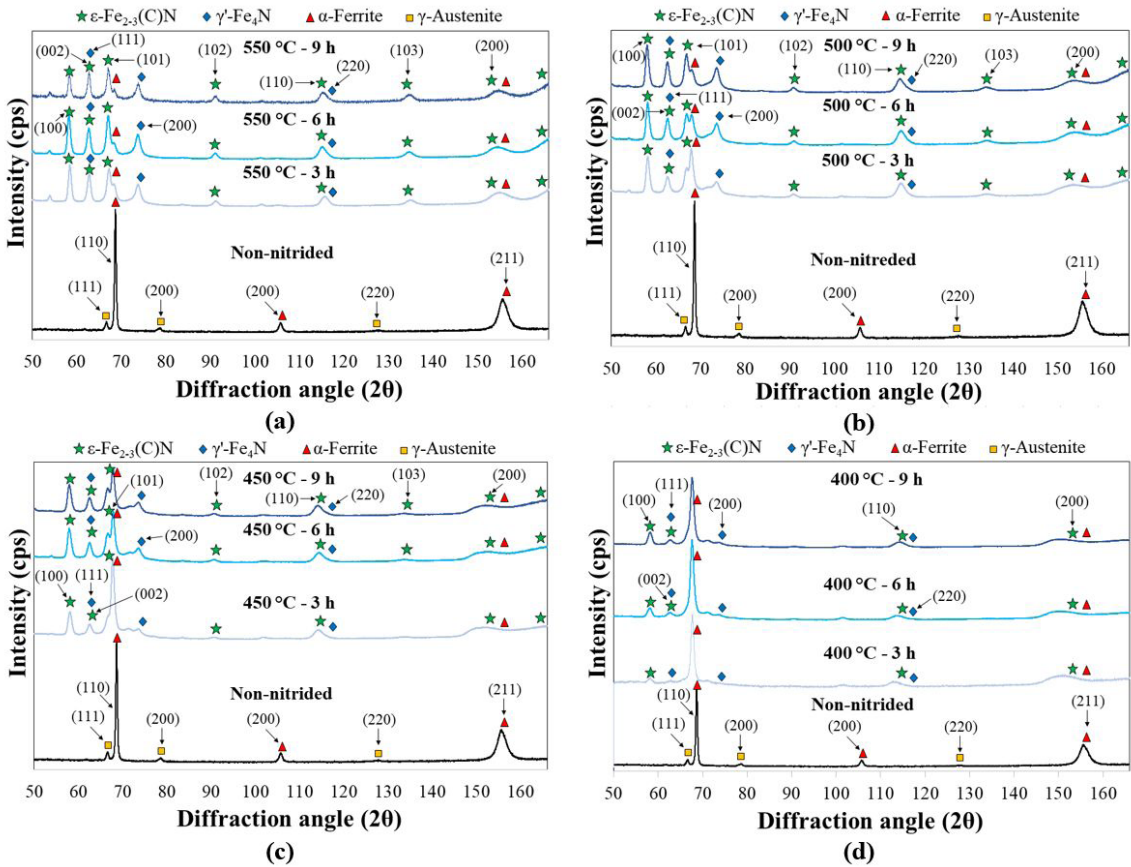 ε-Fe2-3(C)N γ'-Fe4N α-Ferrite γ-Austenite
(111)
(002) (101) 550 °C - 9 h (102) (103) (200)
(110) (220)
550 °C - 6 h
(100) (200)
550 °C - 3 h
Intensity (cps)
(110) Non-nitrided (211)
(111) (200) (200) (220)
50 60 70 80 90 100 110 120 130 140 150 160
Diffraction angle (2θ)
(a)
ε-Fe2-3(C)N γ'-Fe4N α-Ferrite γ-Austenite
(100) (101) 500 °C - 9 h (102) (103) (200)
(110) (220)
500 °C - 6 h
(111)
(002) (200)
500 °C - 3 h
Intensity (cps)
(110) Non-nitreded (211)
(111) (200) (200) (220)
50 60 70 80 90 100 110 120 130 140 150 160
Diffraction angle (2θ)
(b)
ε-Fe2-3(C)N γ'-Fe4N α-Ferrite γ-Austenite
450 °C - 9 h (102) (103) (200)
(101) (110) (220)
450 °C - 6 h
(200)
(100) (111) 450 °C - 3 h
(002)
Intensity (cps)
(110) Non-nitrided (211)
(111) (200) (200) (220)
50 60 70 80 90 100 110 120 130 140 150 160
Diffraction angle (2θ)
(c)
ε-Fe2-3(C)N γ'-Fe4N α-Ferrite γ-Austenite
400 °C - 9 h
(100) (111) (200) (110) (200)
400 °C - 6 h
(002) (220)
400 °C - 3 h
Intensity (cps)
(110) Non-nitrided (211)
(111) (200) (200) (220)
50 60 70 80 90 100 110 120 130 140 150 160
Diffraction angle (2θ)
(d)